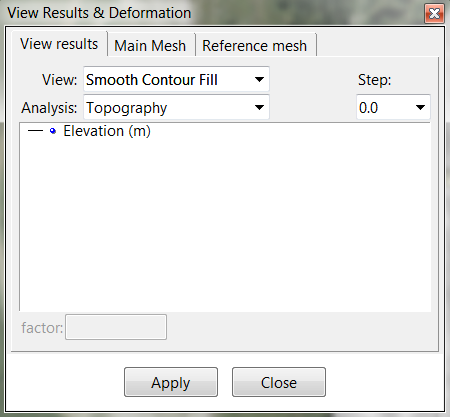 View Results & Deformation
View results Main Mesh Reference mesh
View: Smooth Contour Fill Step:
Analysis: Topography 0.0
Elevation (m)
factor:
Apply Close